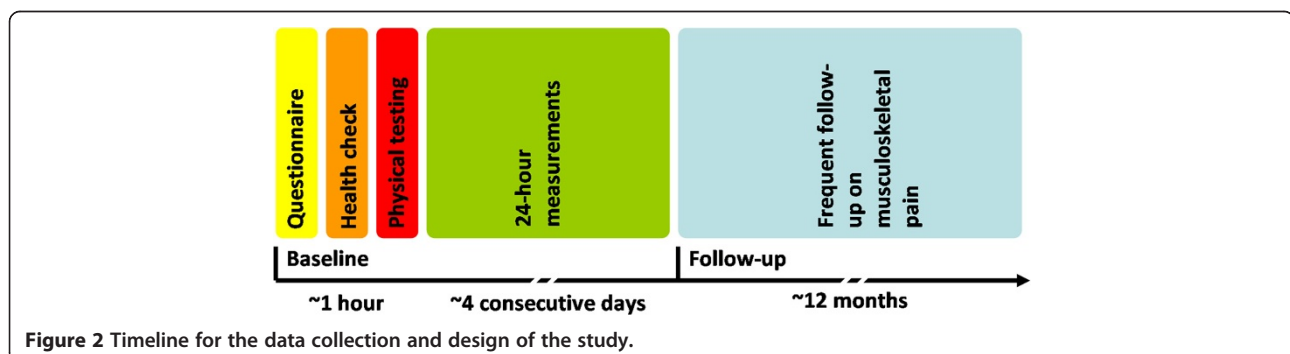 Questionnaire
Health check
Physical testing
24-hour
measurements
Frequent follow-
up on
musculoskeletal
pain
Baseline
Follow-up
~1 hour
~4 consecutive days
~12 months
Figure 2 Timeline for the data collection and design of the study.